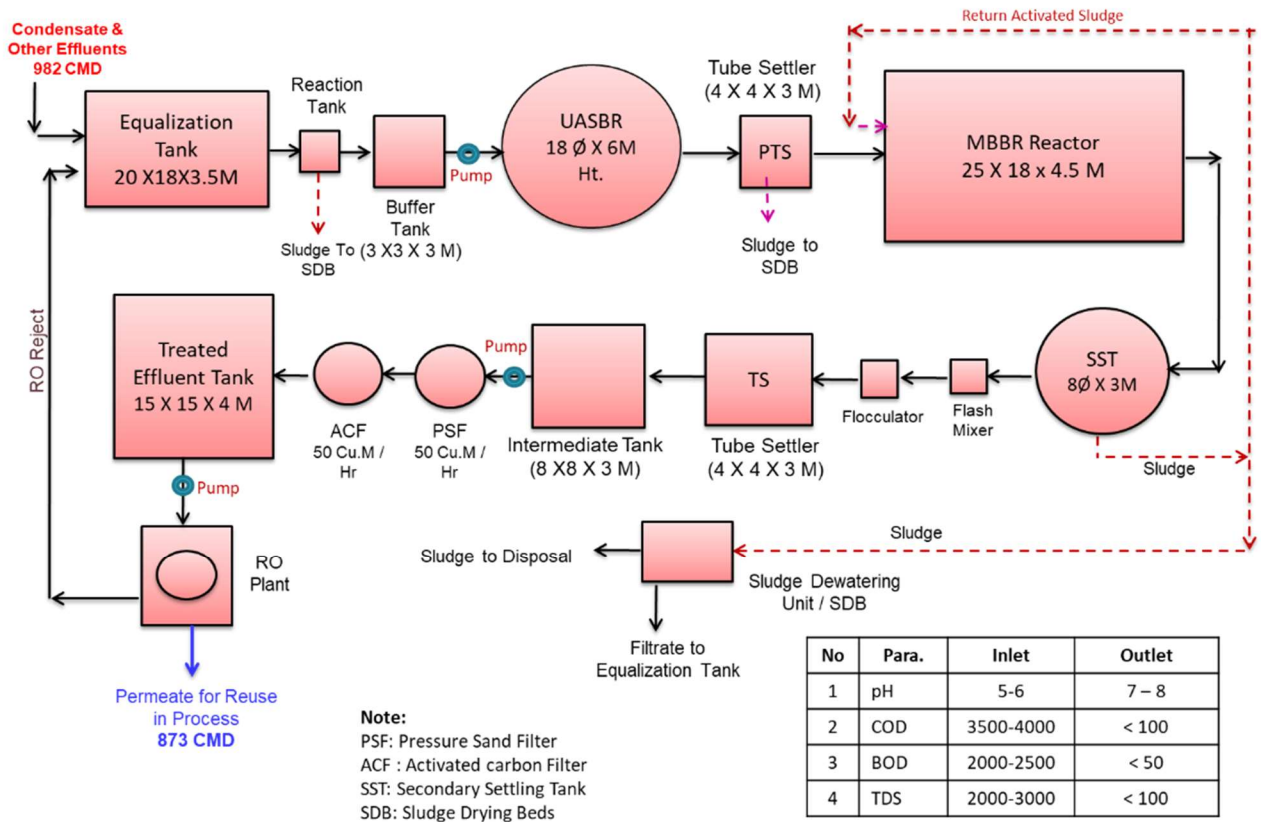 Condensate &
Other Effluents
982 CMD
Return Activated Sludge
Equalization
Tank
20 X18X3.5M
Reaction
Tank
Sludge To
SDB
Buffer
Tank
(3 X3 X 3 M)
Pump
UASBR
18 Ø X 6M
Ht.
Tube Settler
(4 X 4 X 3 M)
PTS
Sludge to
SDB
MBBR Reactor
25 X 18 x 4.5 M
RO Reject
Treated
Effluent Tank
15 X 15 X 4 M
ACF
50 Cu.M /
Hr
PSF
50 Cu.M /
Hr
Pump
Intermediate Tank
(8 X8 X 3 M)
TS
Tube Settler
(4 X 4 X 3 M)
Flocculator
Flash
Mixer
SST
8Ø X 3M
Sludge
Pump
RO
Plant
Permeate for Reuse
in Process
873 CMD
Sludge to Disposal
Sludge
Sludge Dewatering
Unit / SDB
Filtrate to
Equalization Tank
Note:
PSF: Pressure Sand Filter
ACF : Activated carbon Filter
SST: Secondary Settling Tank
SDB: Sludge Drying Beds
No Para. Inlet Outlet
1 pH 5-6 7 – 8
2 COD 3500-4000 < 100
3 BOD 2000-2500 < 50
4 TDS 2000-3000 < 100